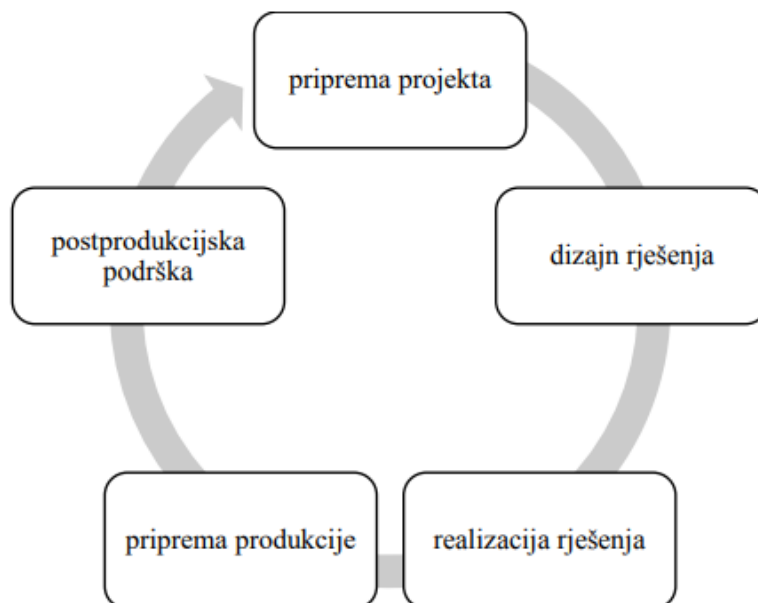 priprema projekta
dizajn rješenja
realizacija rješenja
priprema produkcije
postprodukcijska
podrška